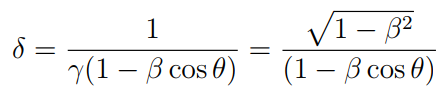 δ = 1 / γ(1 − β cos θ) = √(1 − β²) / (1 − β cos θ)